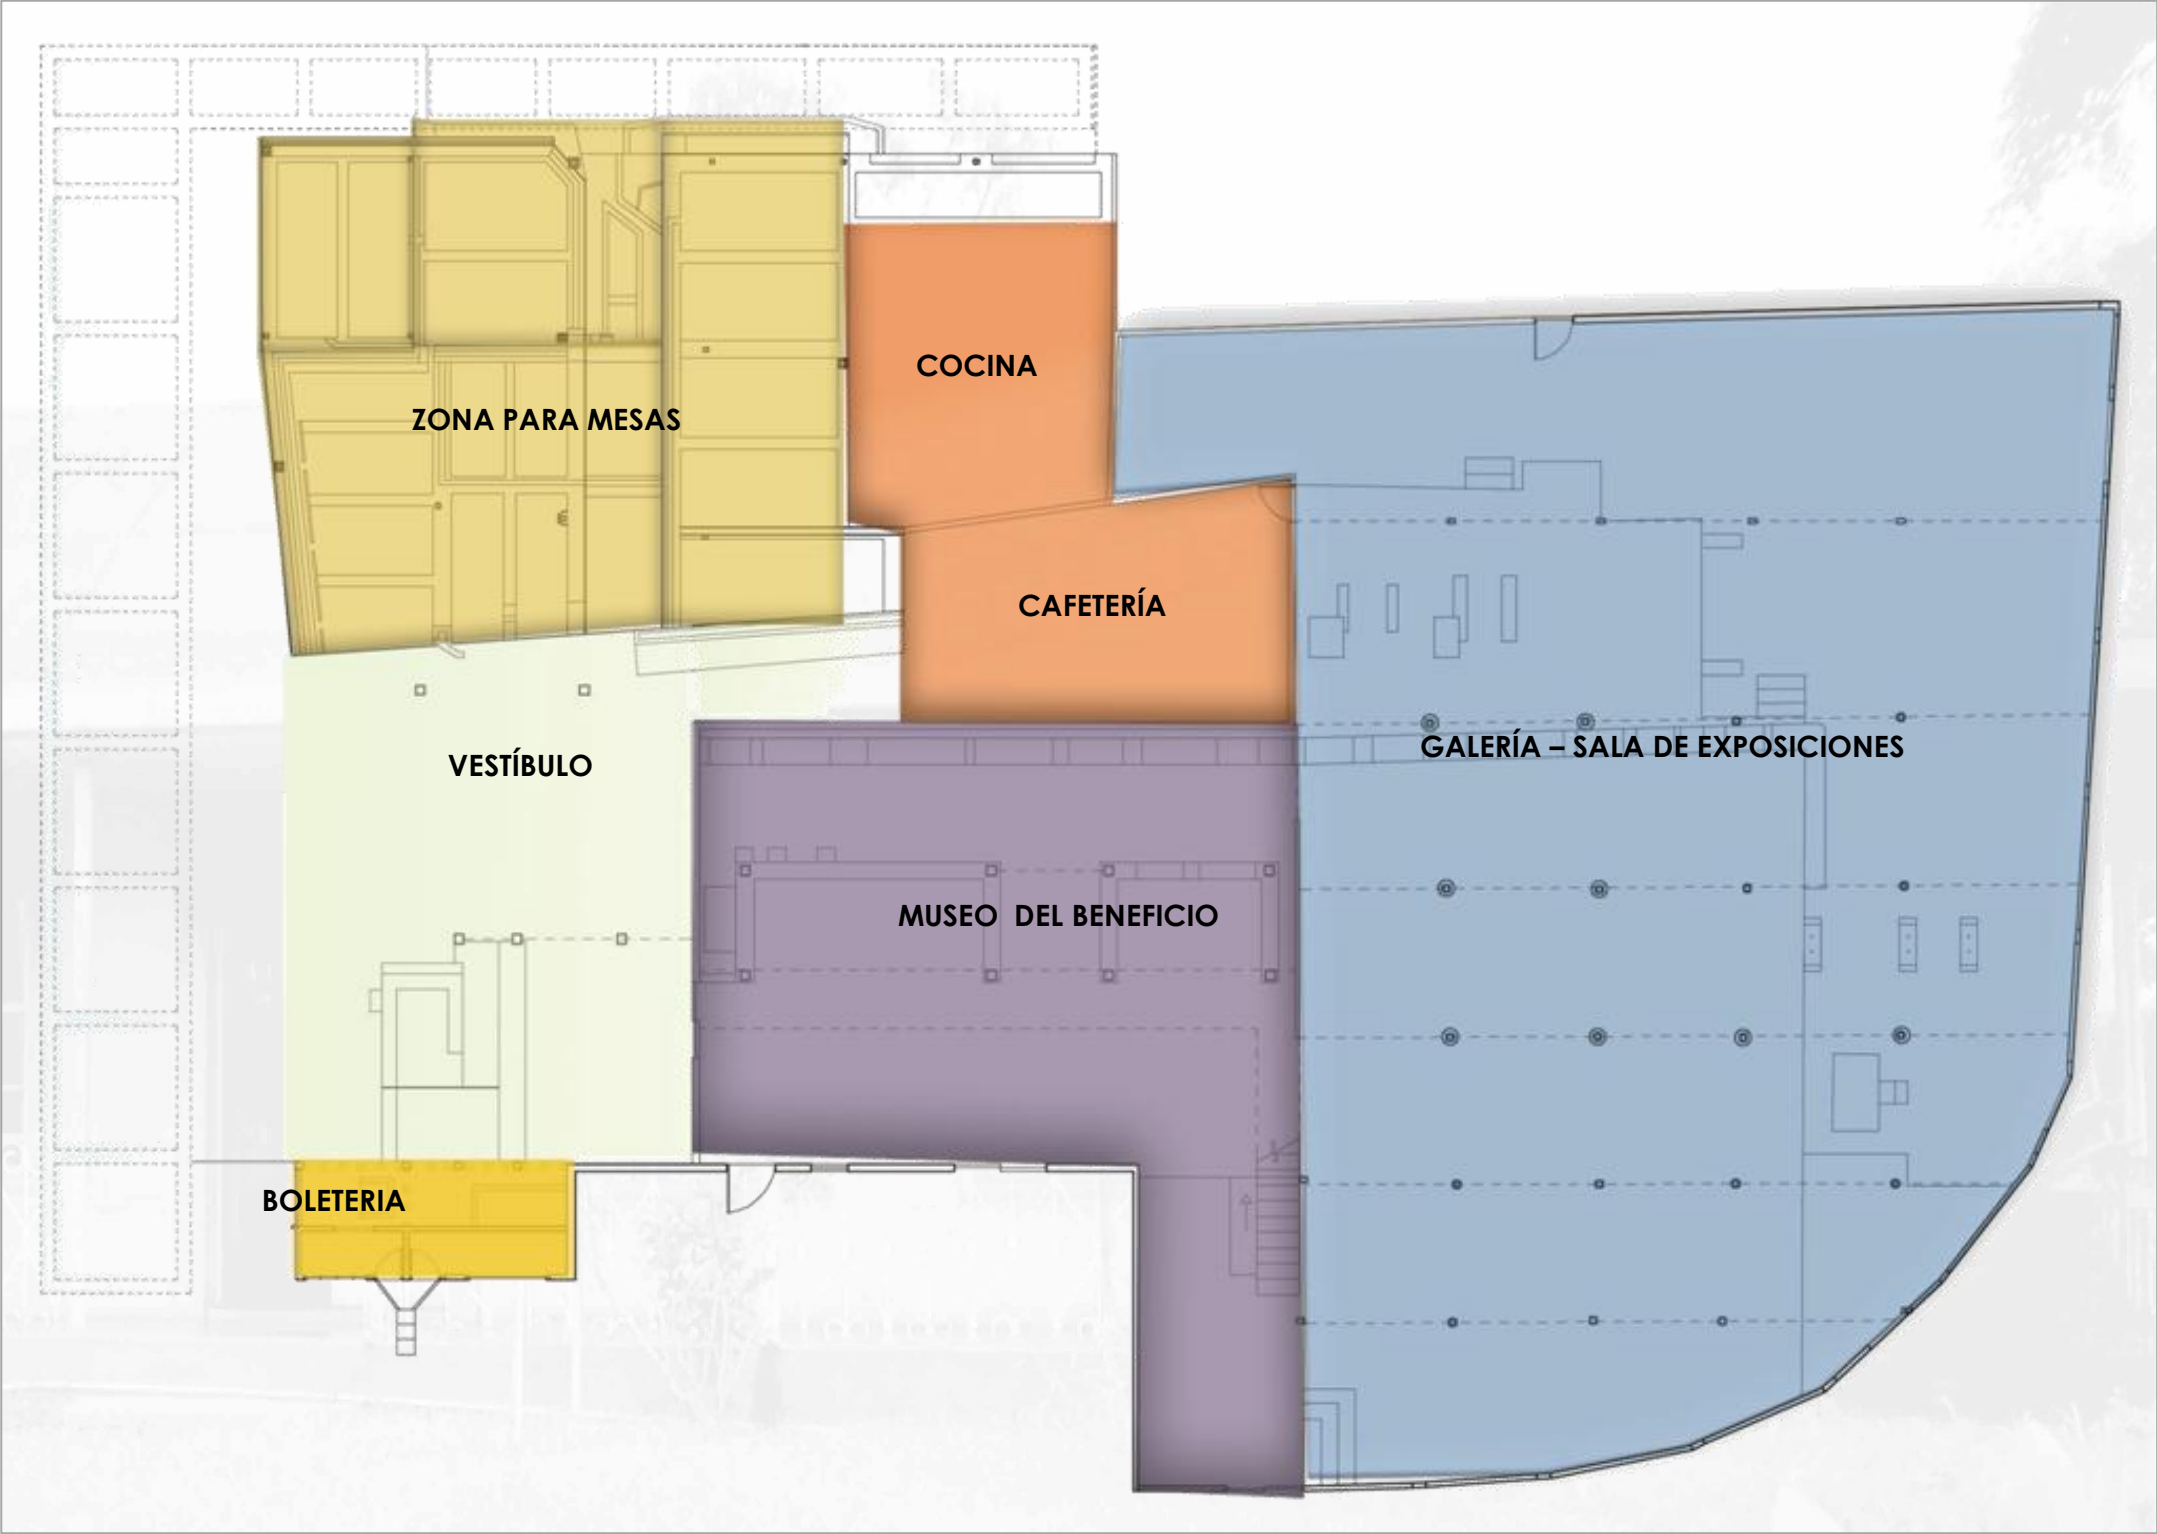 COCINA
ZONA PARA MESAS
CAFETERÍA
GALERÍA – SALA DE EXPOSICIONES
VESTÍBULO
MUSEO DEL BENEFICIO
BOLETERIA